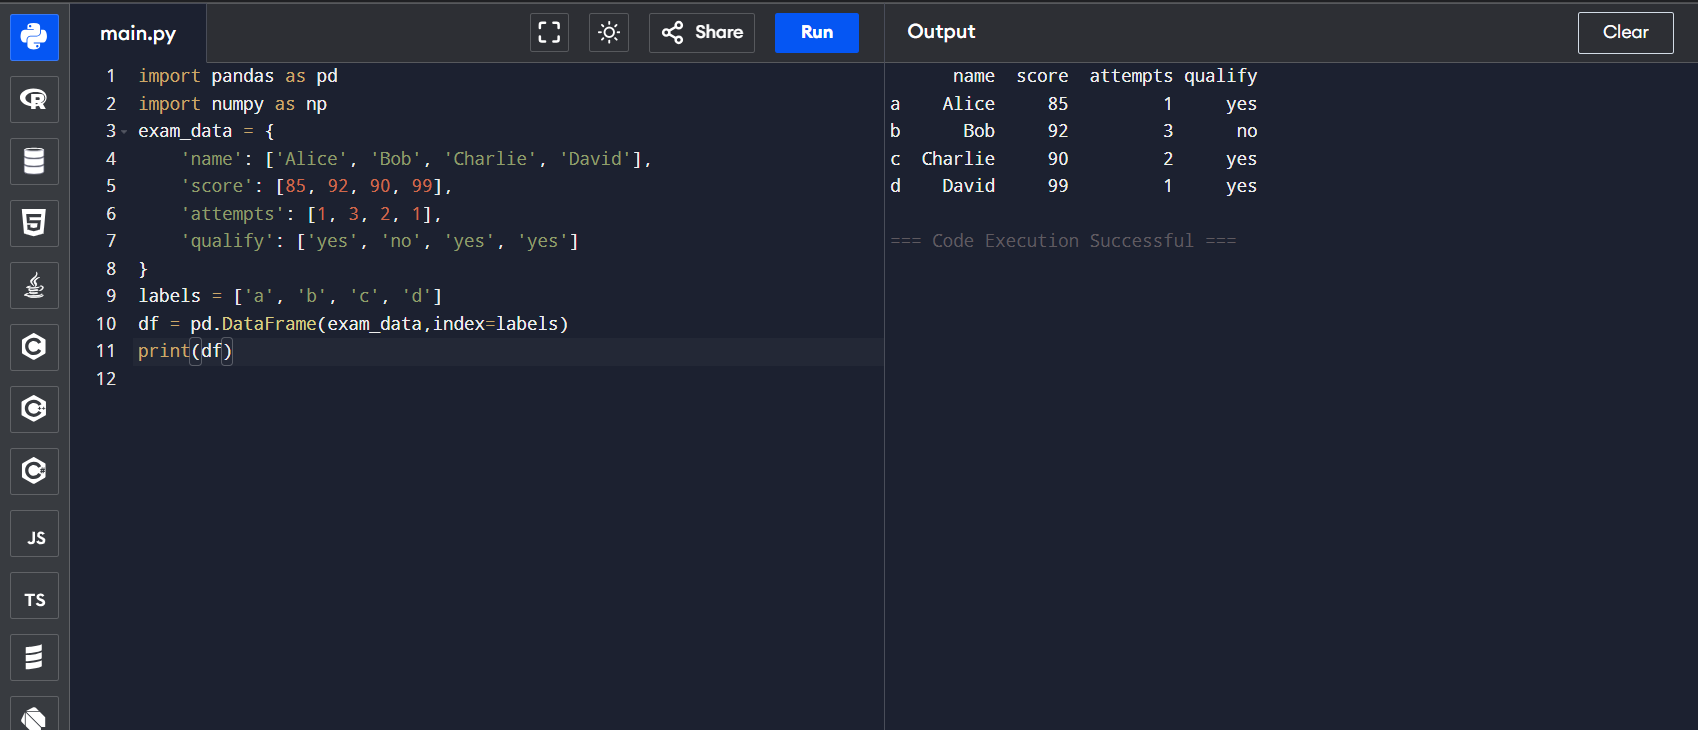 main.py
Share
Run
Output
Clear
1 import pandas as pd
2 import numpy as np
3 exam_data = {
4     'name': ['Alice', 'Bob', 'Charlie', 'David'],
5     'score': [85, 92, 90, 99],
6     'attempts': [1, 3, 2, 1],
7     'qualify': ['yes', 'no', 'yes', 'yes']
8 }
9 labels = ['a', 'b', 'c', 'd']
10 df = pd.DataFrame(exam_data,index=labels)
11 print(df)
12
      name  score  attempts qualify
a    Alice     85         1     yes
b      Bob     92         3      no
c  Charlie     90         2     yes
d    David     99         1     yes
=== Code Execution Successful ===
R
5
C
C++
C#
JS
TS